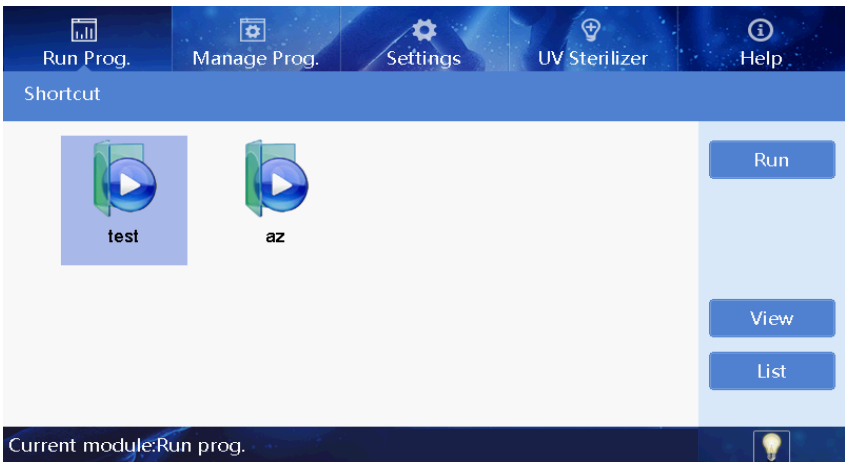 Run Prog.
Manage Prog.
Settings
UV Sterilizer
Help
Shortcut
test
az
Run
View
List
Current module:Run prog.